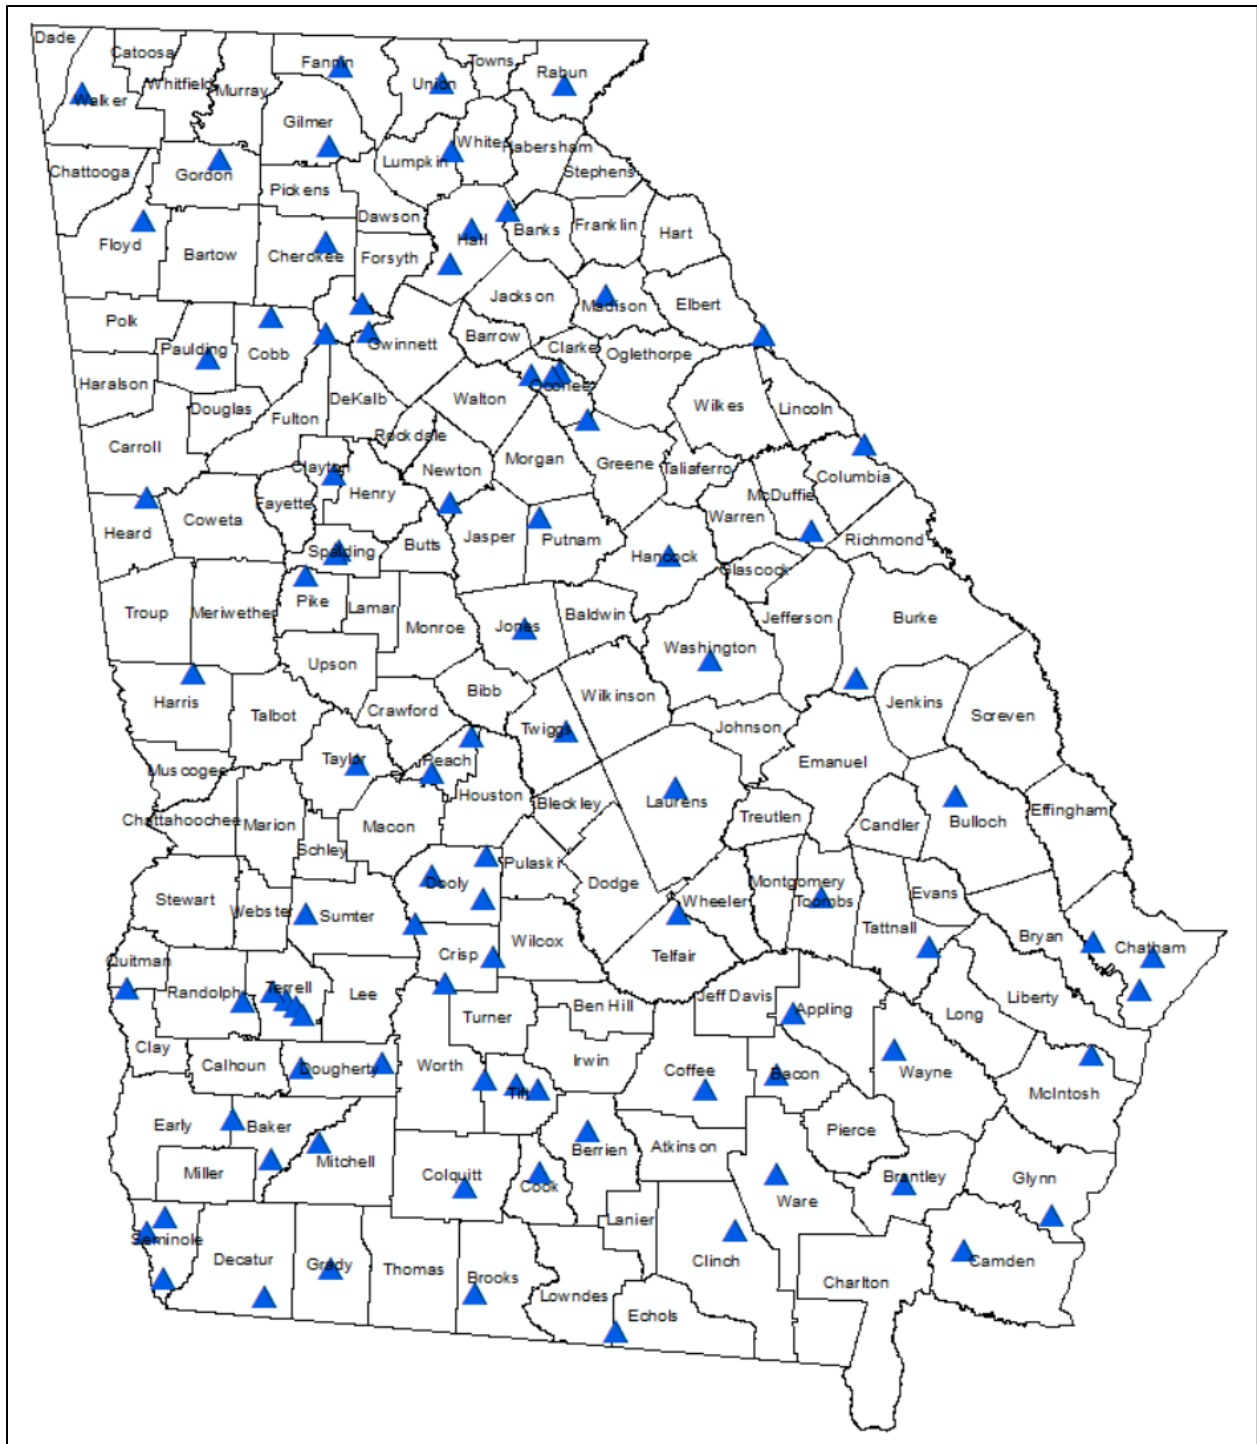 Dade
Catoosa
Whitfield
Murray
Fannin
Union
Towns
Rabun
Walker
Gilmer
Lumpkin
White
Habersham
Stephens
Chattooga
Gordon
Pickens
Dawson
Hall
Banks
Franklin
Hart
Floyd
Bartow
Cherokee
Forsyth
Jackson
Madison
Elbert
Polk
Paulding
Cobb
Gwinnett
Barrow
Clarke
Oglethorpe
Haralson
Douglas
Fulton
DeKalb
Walton
Oconee
Wilkes
Lincoln
Carroll
Clayton
Rockdale
Newton
Morgan
Greene
Taliaferro
McDuffie
Columbia
Heard
Coweta
Fayette
Henry
Spalding
Butts
Jasper
Putnam
Hancock
Warren
Glascock
Richmond
Troup
Meriwether
Pike
Lamar
Monroe
Jones
Baldwin
Washington
Jefferson
Burke
Upson
Harris
Talbot
Crawford
Bibb
Twiggs
Wilkinson
Johnson
Jenkins
Screven
Muscogee
Taylor
Peach
Houston
Bleckley
Laurens
Emanuel
Treutlen
Candler
Bulloch
Effingham
Chattahoochee
Marion
Schley
Macon
Dooly
Pulaski
Dodge
Wheeler
Montgomery
Toombs
Tattnall
Evans
Bryan
Chatham
Stewart
Webster
Sumter
Crisp
Wilcox
Telfair
Quitman
Randolph
Terrell
Lee
Turner
Ben Hill
Jeff Davis
Appling
Long
Liberty
Clay
Calhoun
Dougherty
Worth
Tift
Irwin
Coffee
Bacon
Wayne
McIntosh
Early
Baker
Miller
Mitchell
Colquitt
Cook
Berrien
Atkinson
Pierce
Ware
Brantley
Glynn
Seminole
Decatur
Grady
Thomas
Brooks
Lowndes
Lanier
Echols
Clinch
Charlton
Camden